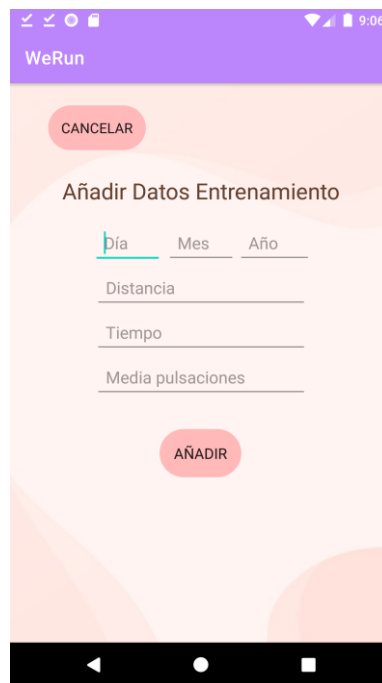 9:06
WeRun
CANCELAR
Añadir Datos Entrenamiento
Día Mes Año
Distancia
Tiempo
Media pulsaciones
AÑADIR